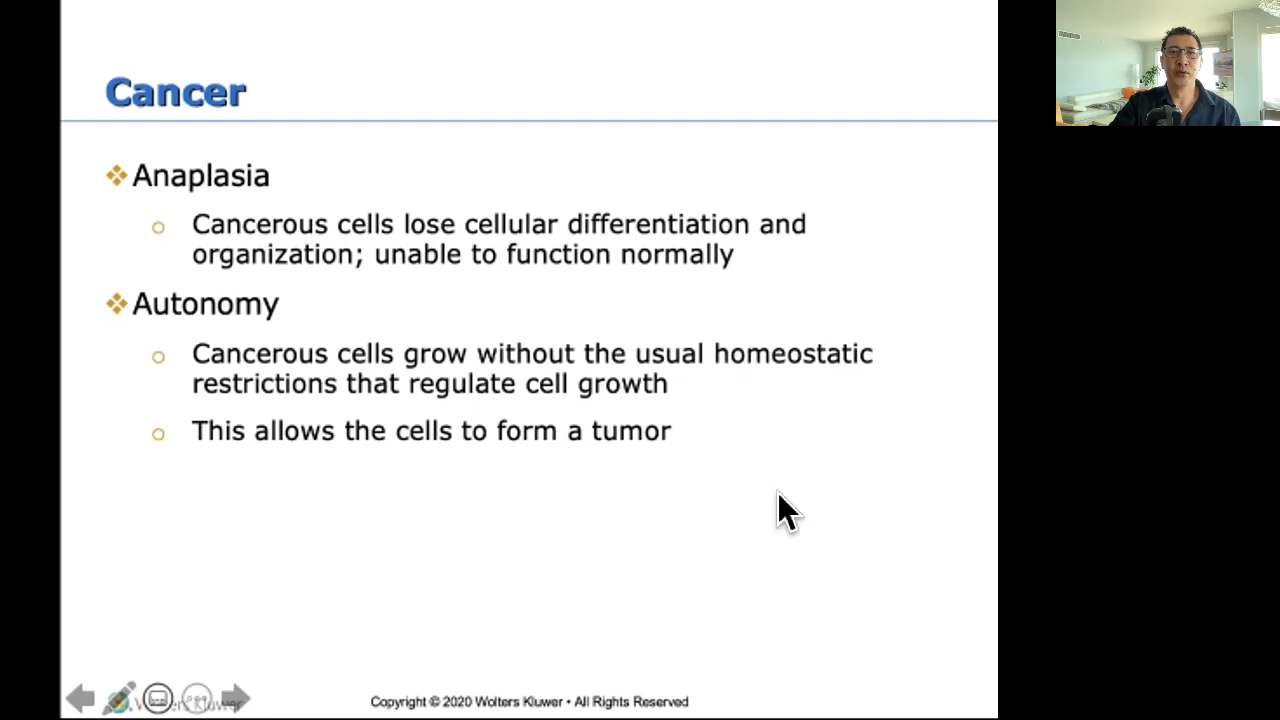 Cancer
Anaplasia
Cancerous cells lose cellular differentiation and
organization; unable to function normally
Autonomy
Cancerous cells grow without the usual homeostatic
restrictions that regulate cell growth
This allows the cells to form a tumor
Copyright © 2020 Wolters Kluwer • All Rights Reserved